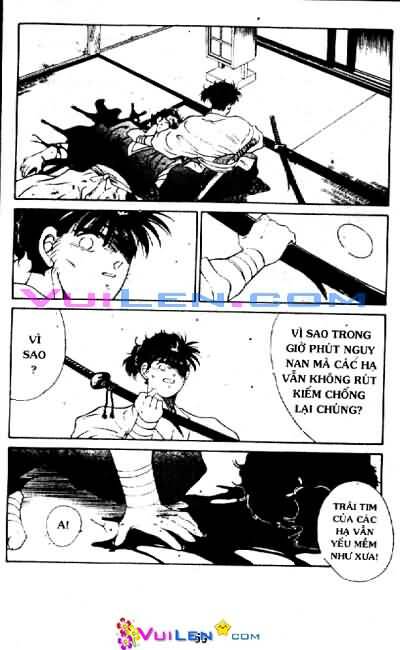 VUILEN.COM
VÌ
SAO
?
VÌ SAO TRONG
GIỜ PHÚT NGUY
NAN MÀ CÁC HẠ
VẪN KHÔNG RÚT
KIẾM CHỐNG
LẠI CHÚNG?
A!
TRÁI TIM
CỦA CÁC
HẠ VẪN
YẾU MỀM
NHƯ XƯA!
VUILEN.COM